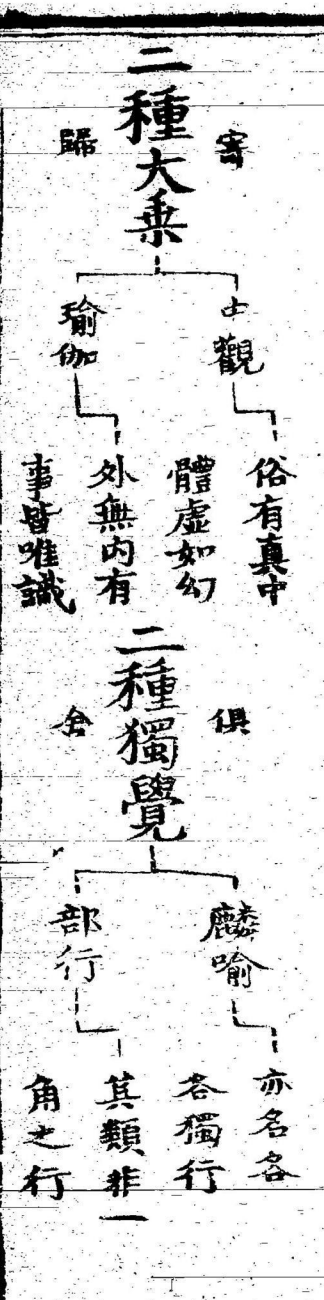 二種大乗
寄
歸
中觀
俗有真中
體虛如幻
瑜伽
外無内有
事皆唯識
二種獨覺
俱
舍
麟喻
亦名各
各獨行
部行
其類非一
角之行